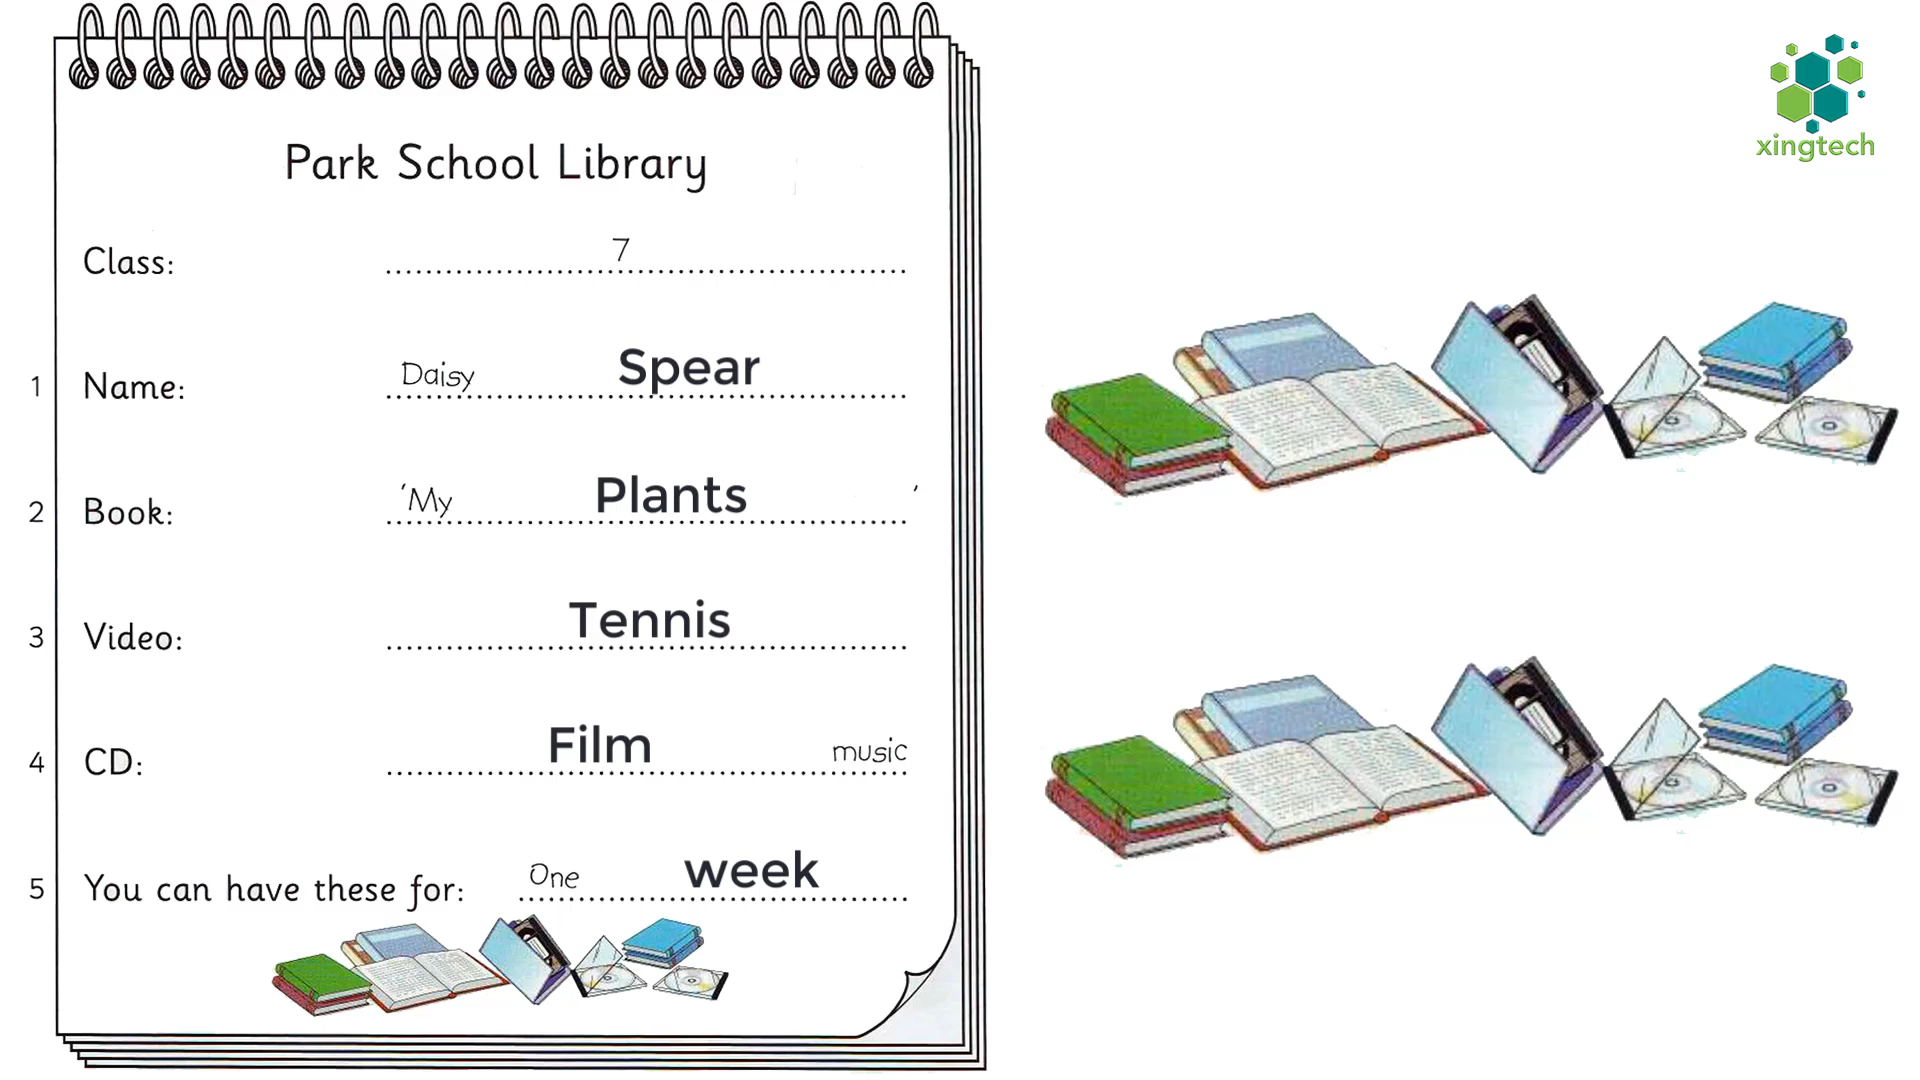 xingtech
Park School Library
Class: 7
1 Name: Daisy Spear
2 Book: 'My Plants '
3 Video: Tennis
4 CD: Film music
5 You can have these for: One week